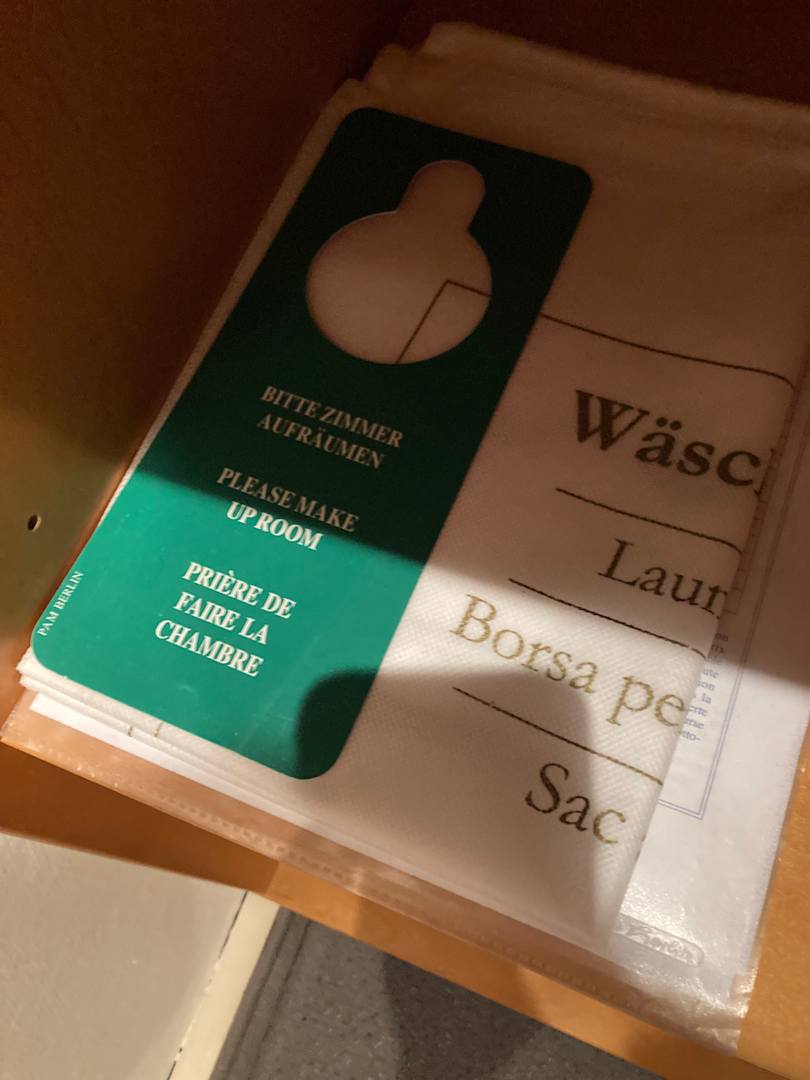 BITTE ZIMMER
AUFRÄUMEN
PLEASE MAKE
UP ROOM
PRIÈRE DE
FAIRE LA
CHAMBRE
PAM BERLIN
Wäsc
Laun
Borsa pe
Sac